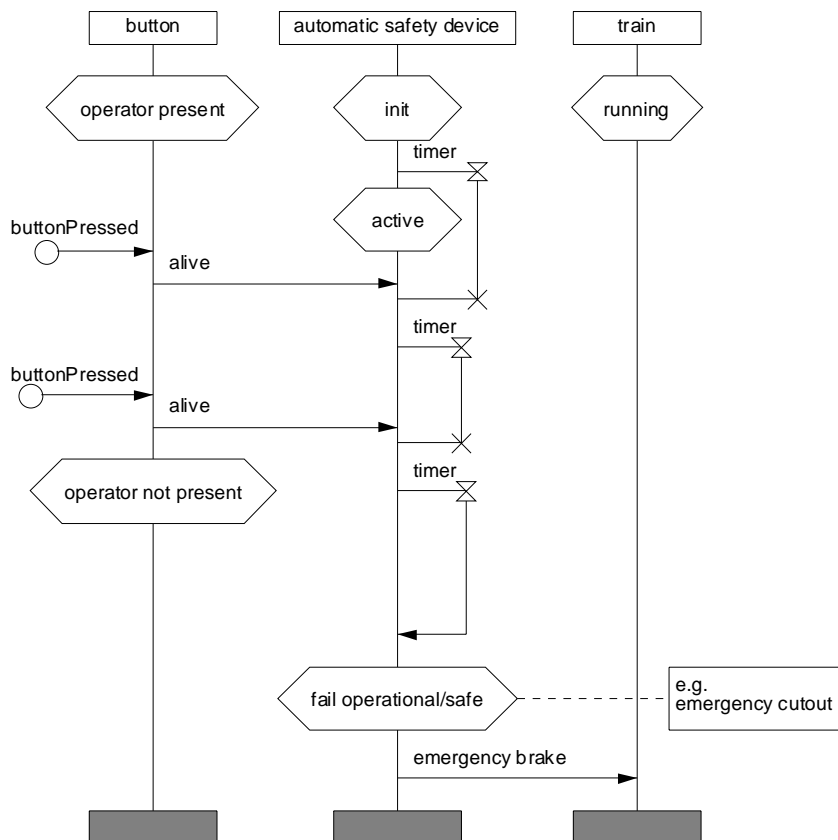 button
automatic safety device
train
operator present
init
running
timer
active
buttonPressed
alive
timer
buttonPressed
alive
timer
operator not present
fail operational/safe
e.g.
emergency cutout
emergency brake